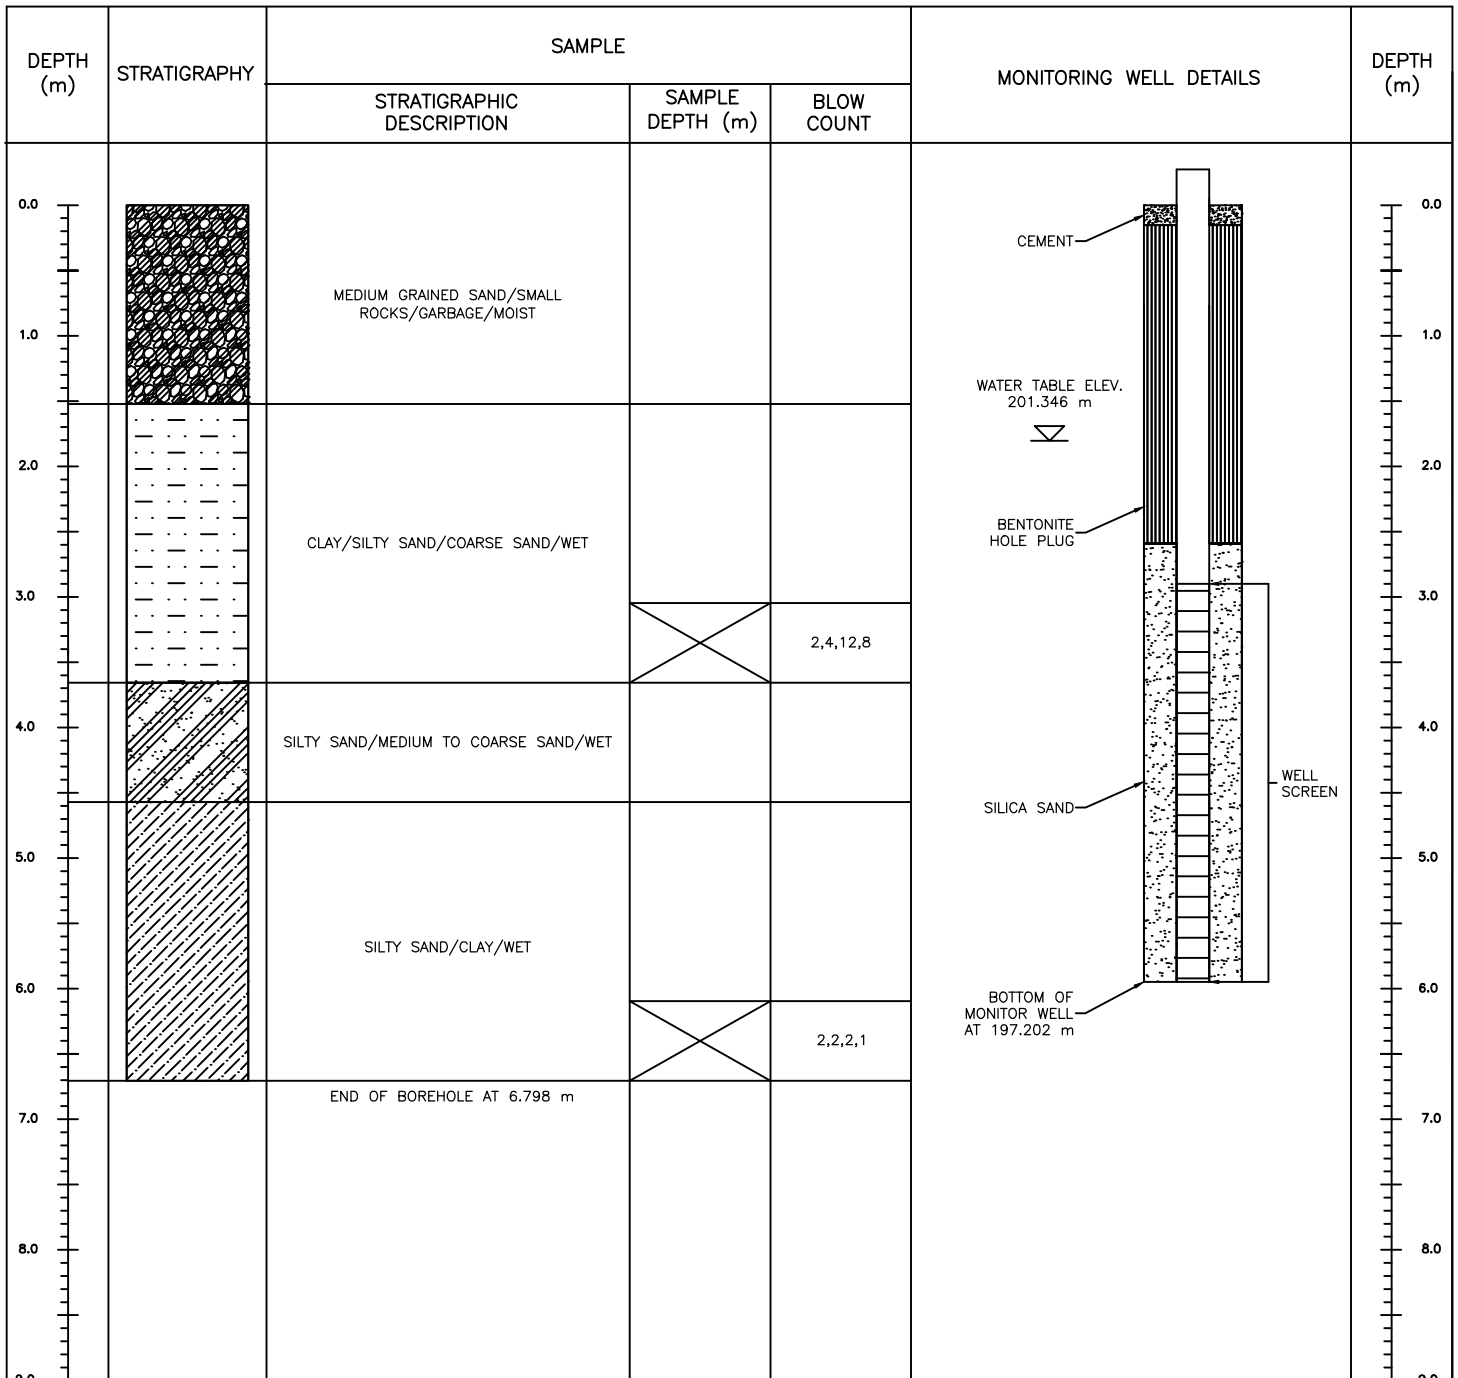 DEPTH
(m)
STRATIGRAPHY
SAMPLE
STRATIGRAPHIC
DESCRIPTION
SAMPLE
DEPTH (m)
BLOW
COUNT
MONITORING WELL DETAILS
DEPTH
(m)
0.0
1.0
2.0
3.0
4.0
5.0
6.0
7.0
8.0
MEDIUM GRAINED SAND/SMALL
ROCKS/GARBAGE/MOIST
CLAY/SILTY SAND/COARSE SAND/WET
2,4,12,8
SILTY SAND/MEDIUM TO COARSE SAND/WET
SILTY SAND/CLAY/WET
2,2,2,1
END OF BOREHOLE AT 6.798 m
CEMENT
WATER TABLE ELEV.
201.346 m
BENTONITE
HOLE PLUG
SILICA SAND
WELL
SCREEN
BOTTOM OF
MONITOR WELL
AT 197.202 m
0.0
1.0
2.0
3.0
4.0
5.0
6.0
7.0
8.0